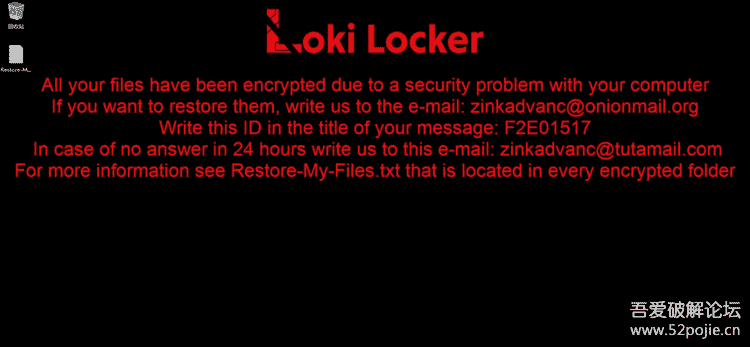 回收站
Restore-M...
Loki Locker
All your files have been encrypted due to a security problem with your computer
If you want to restore them, write us to the e-mail: zinkadvanc@onionmail.org
Write this ID in the title of your message: F2E01517
In case of no answer in 24 hours write us to this e-mail: zinkadvanc@tutamail.com
For more information see Restore-My-Files.txt that is located in every encrypted folder
吾爱破解论坛
www.52pojie.cn